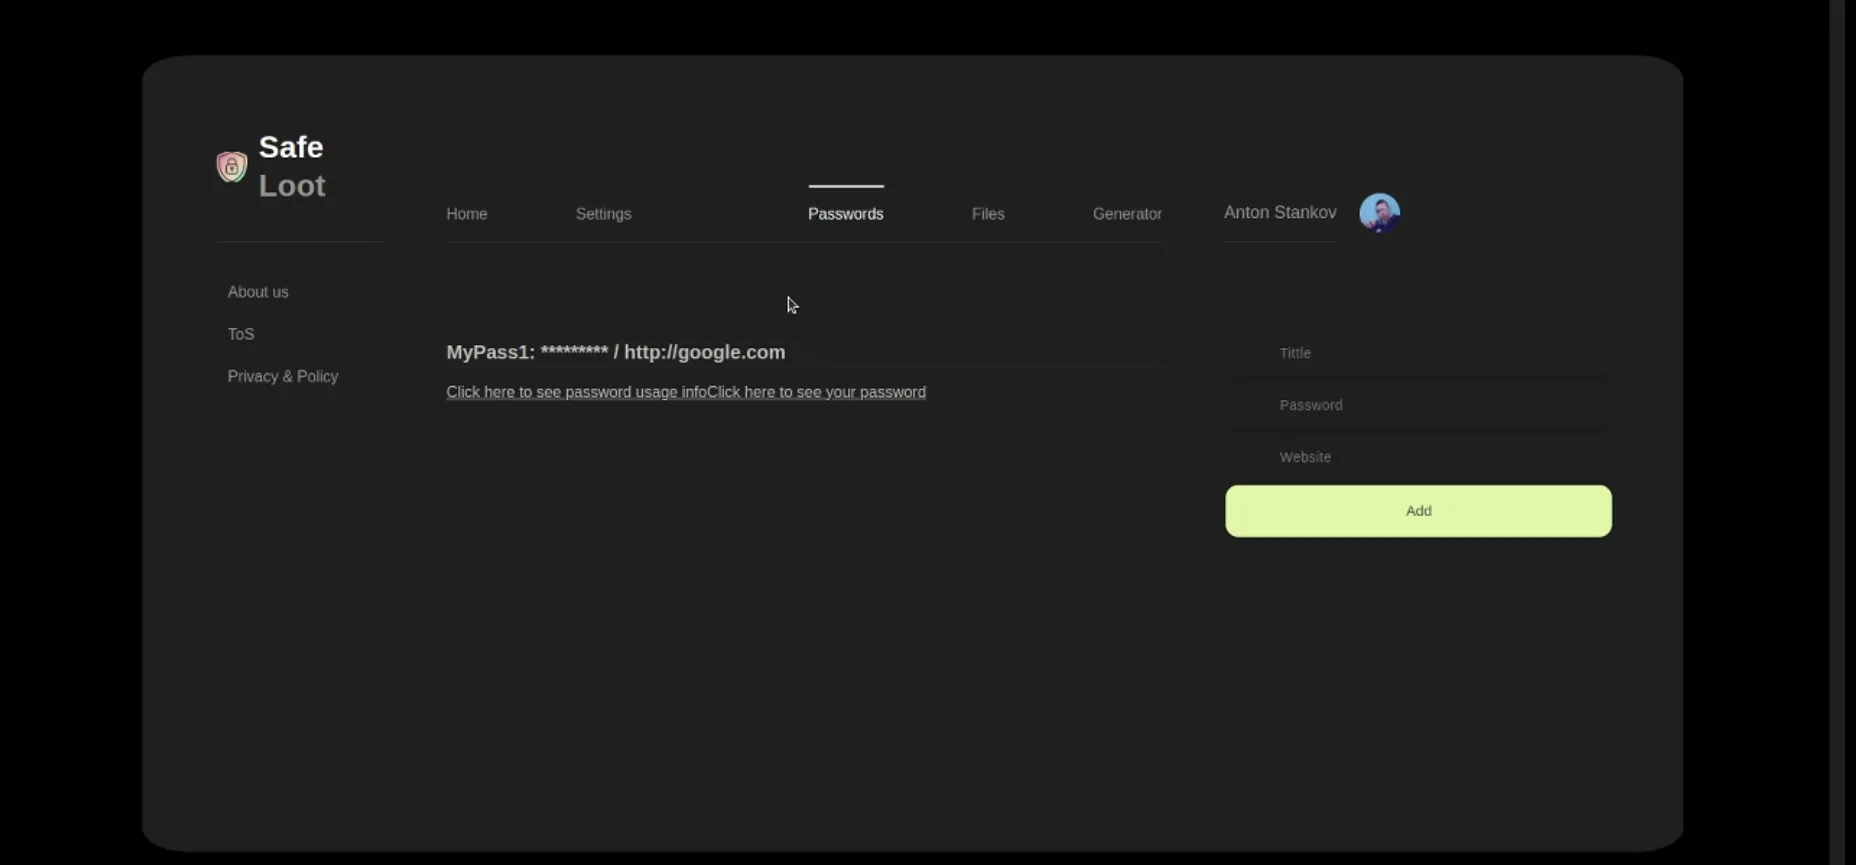 Safe
Loot
Home Settings Passwords Files Generator
Anton Stankov
About us
ToS
Privacy & Policy
MyPass1: ********* / http://google.com
Click here to see password usage infoClick here to see your password
Tittle
Password
Website
Add